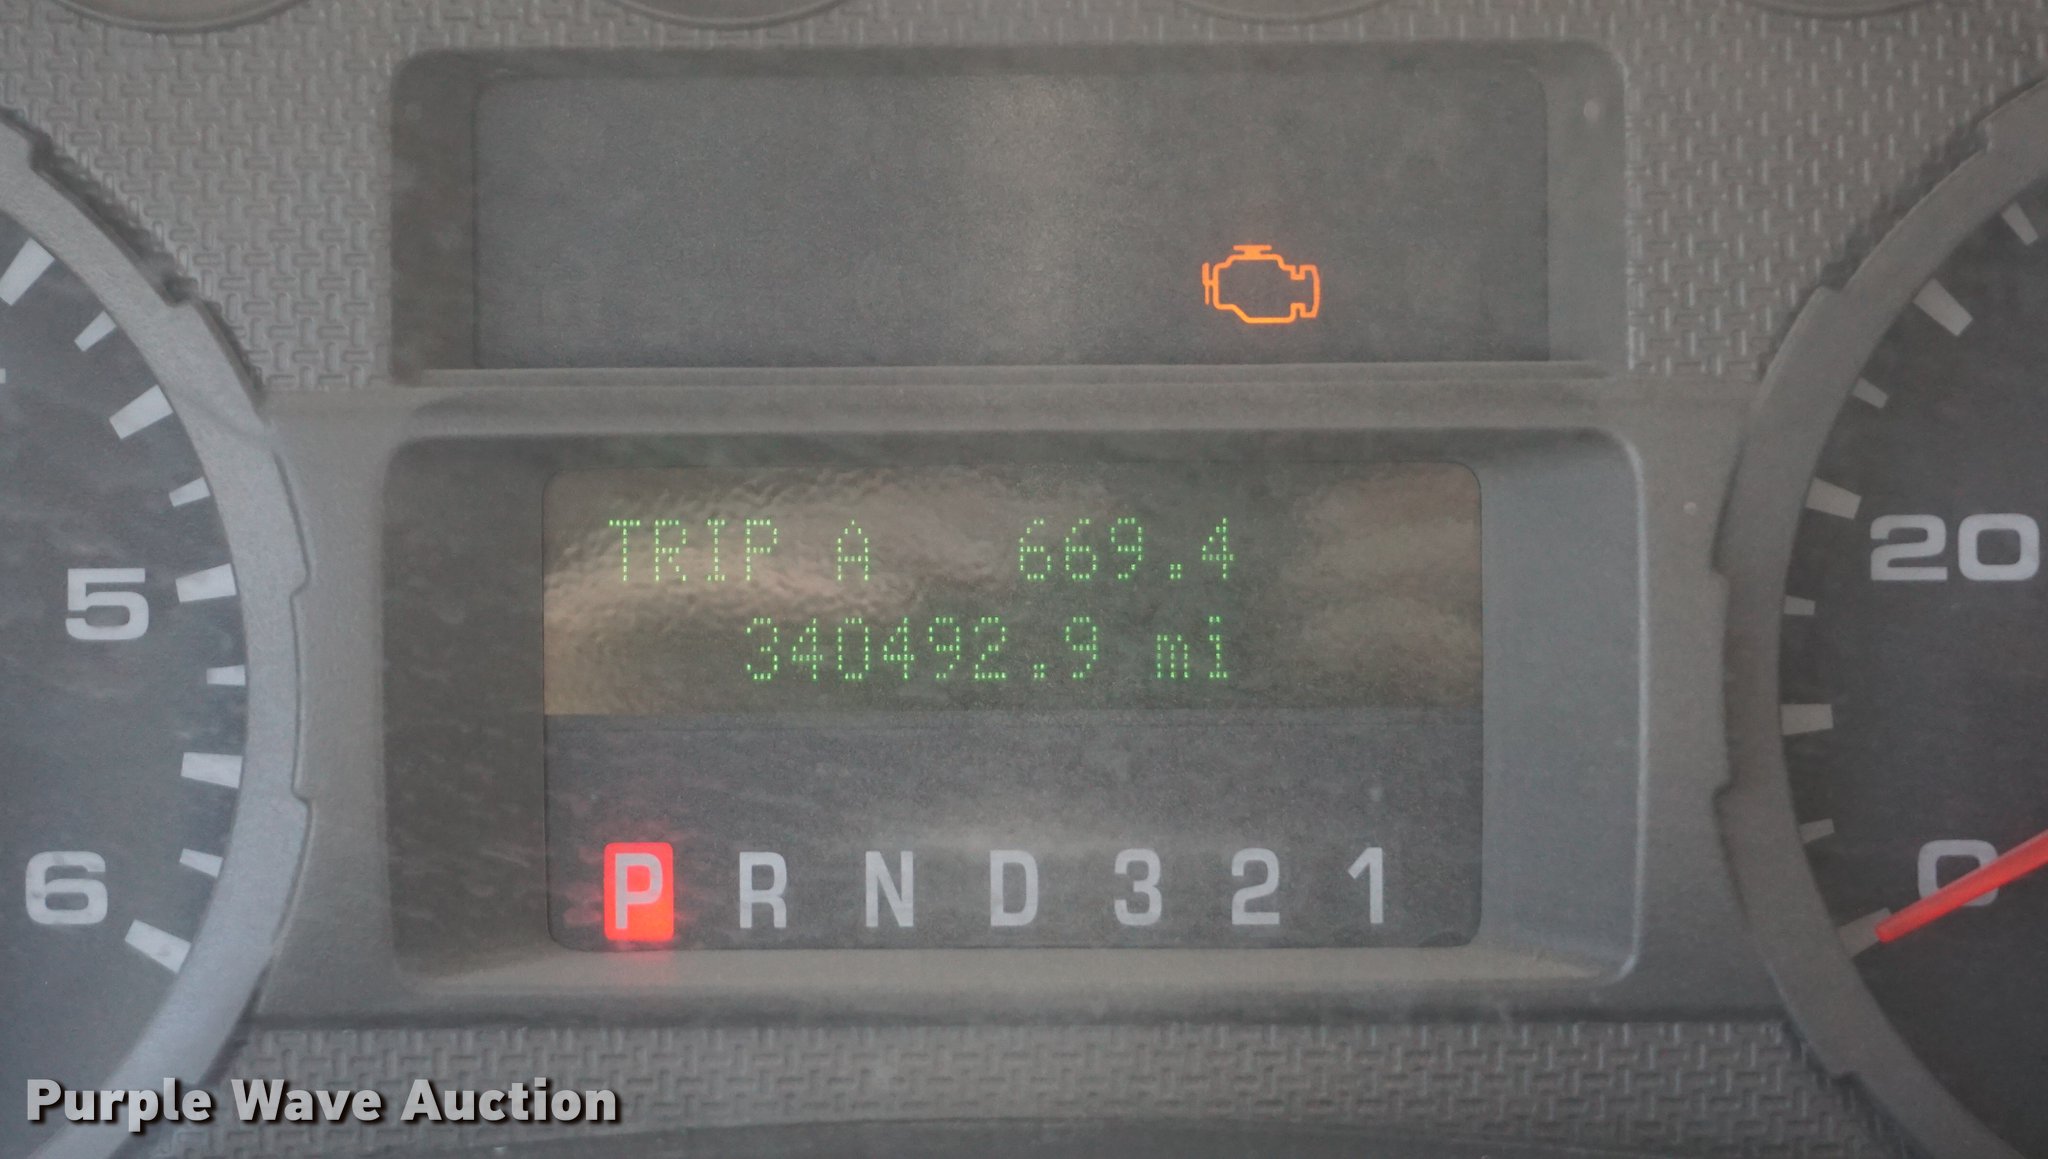 TRIP A 669.4
340492.9 mi
P R N D 3 2 1
5
6
20
0
Purple Wave Auction